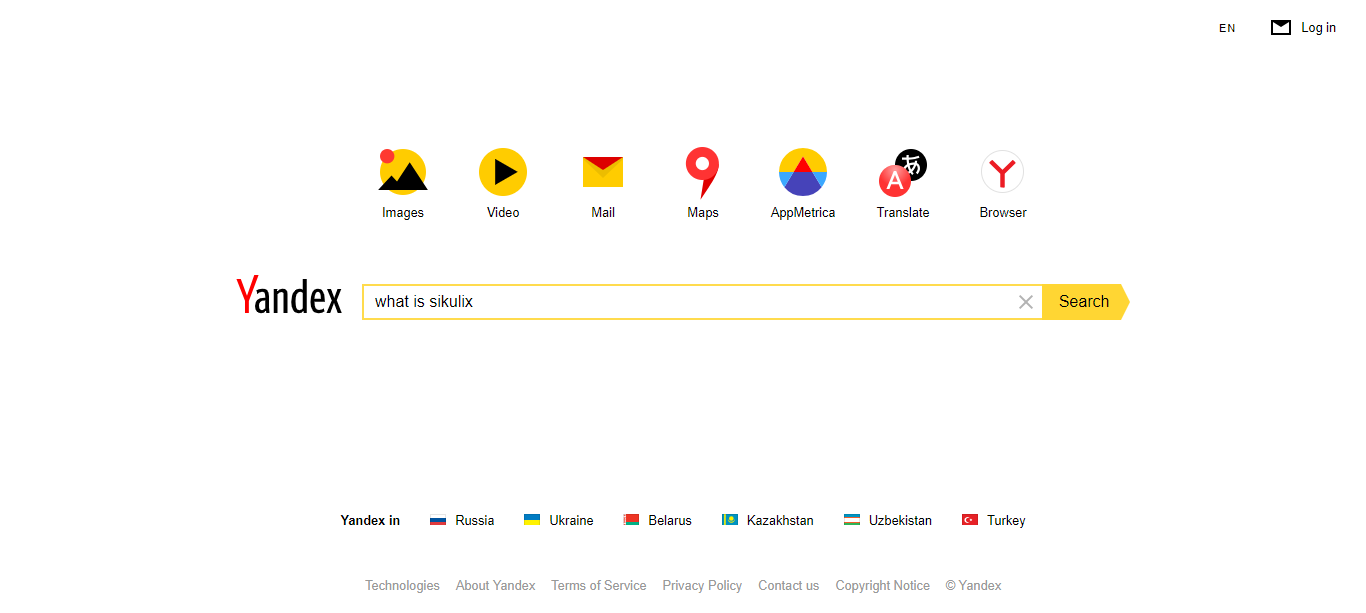 EN Log in
Images Video Mail Maps AppMetrica Translate Browser
Yandex what is sikulix Search
Yandex in Russia Ukraine Belarus Kazakhstan Uzbekistan Turkey
Technologies About Yandex Terms of Service Privacy Policy Contact us Copyright Notice © Yandex